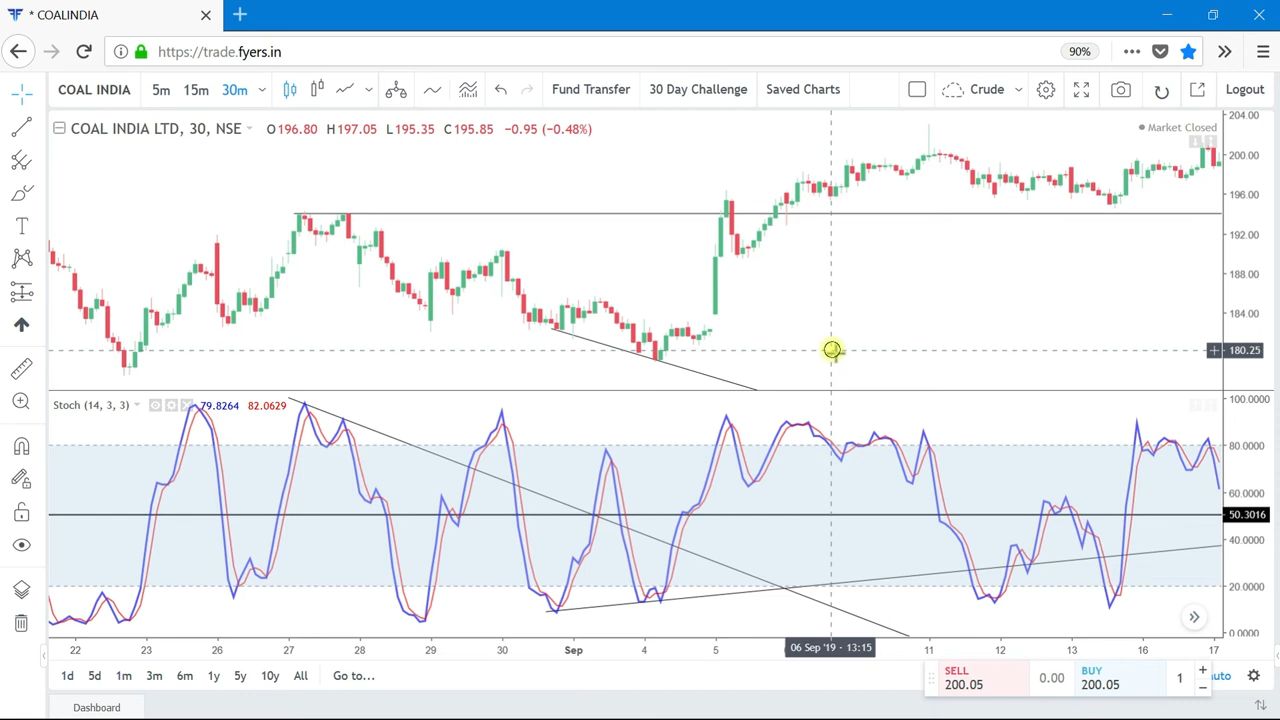 * COALINDIA
https://trade.fyers.in
90%
COAL INDIA 5m 15m 30m Fund Transfer 30 Day Challenge Saved Charts Crude Logout
COAL INDIA LTD, 30, NSE O196.80 H197.05 L195.35 C195.85 −0.95 (−0.48%)
Market Closed
204.00
200.00
196.00
192.00
188.00
184.00
180.25
Stoch (14, 3, 3) 79.8264 82.0629
100.0000
80.0000
60.0000
50.3016
40.0000
20.0000
0.0000
22 23 26 27 28 29 30 Sep 4 5 06 Sep '19 · 13:15 11 12 13 16 17
1d 5d 1m 3m 6m 1y 5y 10y All Go to...
SELL
200.05
0.00
BUY
200.05
1
auto
Dashboard